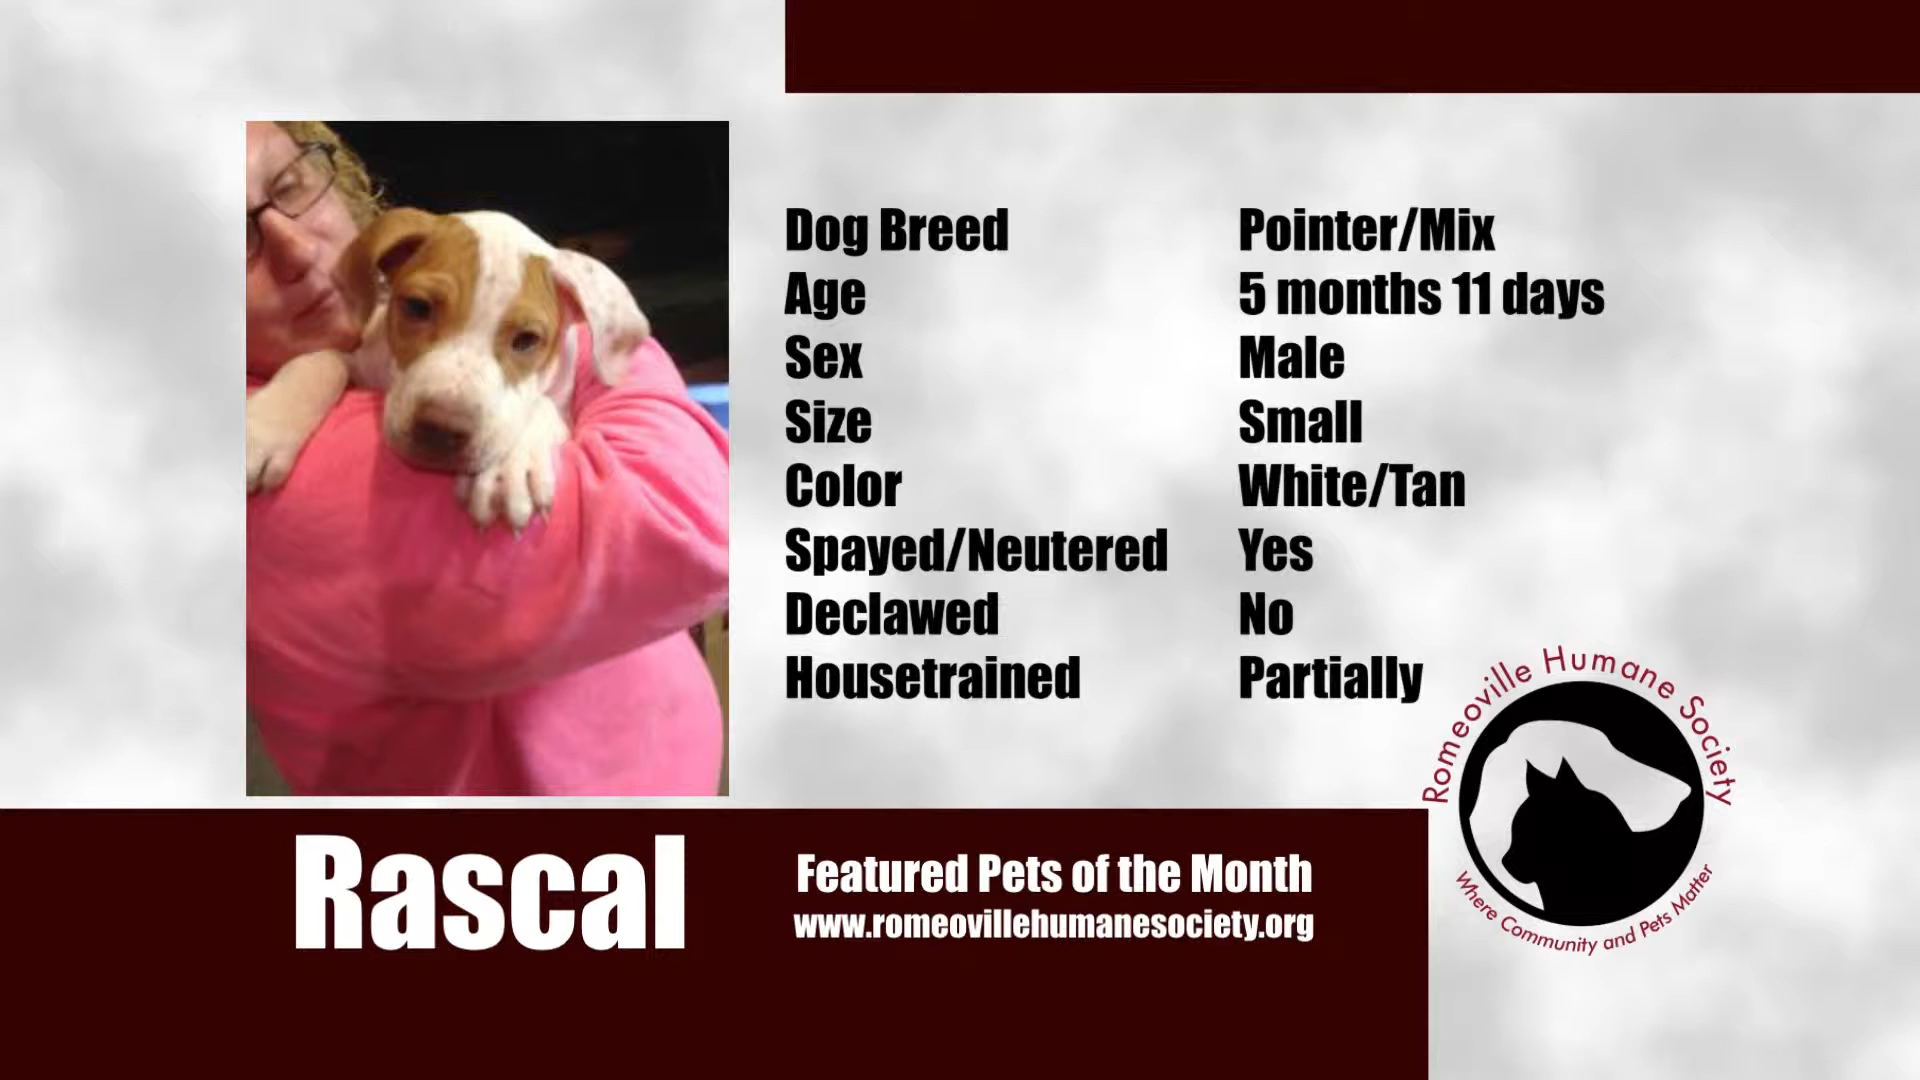 Dog Breed Pointer/Mix
Age 5 months 11 days
Sex Male
Size Small
Color White/Tan
Spayed/Neutered Yes
Declawed No
Housetrained Partially
Romeoville Humane Society
Where Community and Pets Matter
Rascal
Featured Pets of the Month
www.romeovillehumanesociety.org